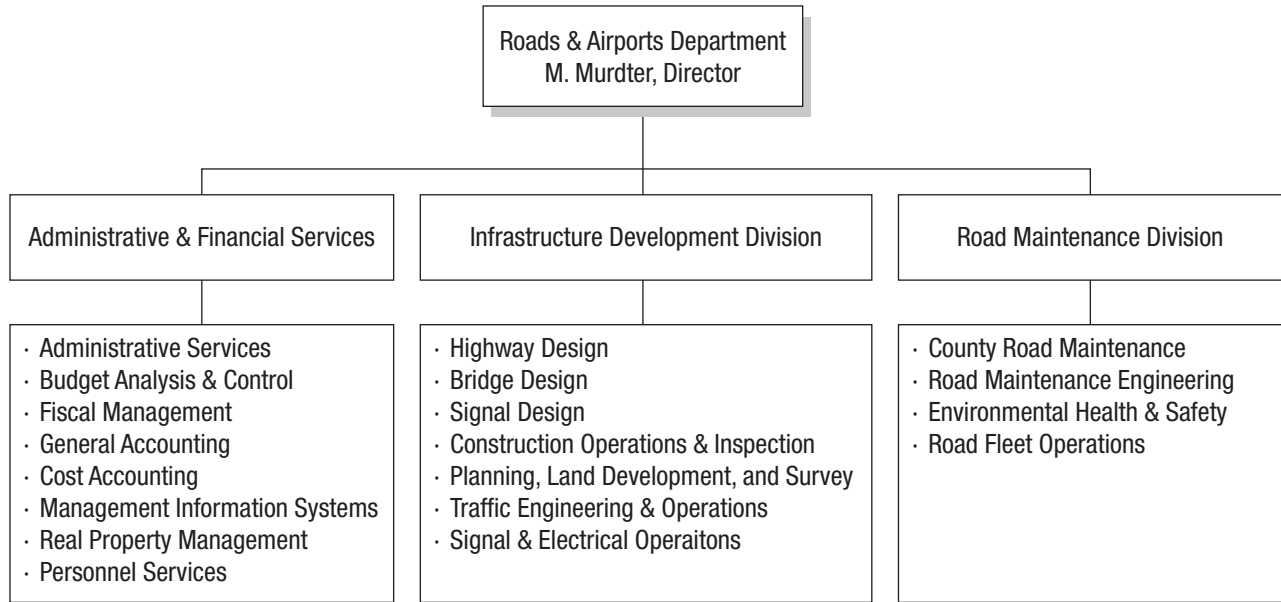 Roads & Airports Department
M. Murdter, Director
Administrative & Financial Services
Infrastructure Development Division
Road Maintenance Division
· Administrative Services
· Budget Analysis & Control
· Fiscal Management
· General Accounting
· Cost Accounting
· Management Information Systems
· Real Property Management
· Personnel Services
· Highway Design
· Bridge Design
· Signal Design
· Construction Operations & Inspection
· Planning, Land Development, and Survey
· Traffic Engineering & Operations
· Signal & Electrical Operaitons
· County Road Maintenance
· Road Maintenance Engineering
· Environmental Health & Safety
· Road Fleet Operations